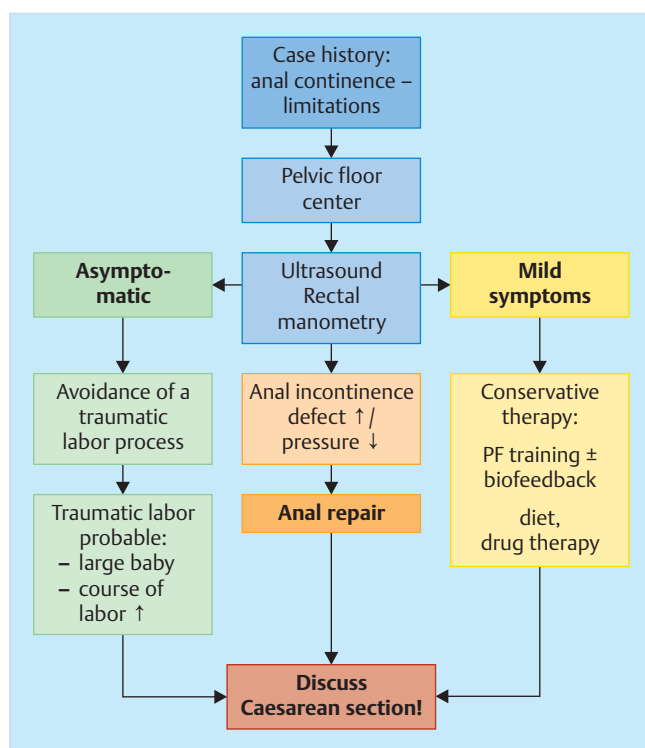 Case history:
anal continence –
limitations
Pelvic floor
center
Asympto-
matic
Ultrasound
Rectal
manometry
Mild
symptoms
Avoidance of a
traumatic
labor process
Anal incontinence
defect ↑ /
pressure ↓
Conservative
therapy:
PF training ±
biofeedback
diet,
drug therapy
Anal repair
Traumatic labor
probable:
– large baby
– course of
labor ↑
Discuss
Caesarean section!